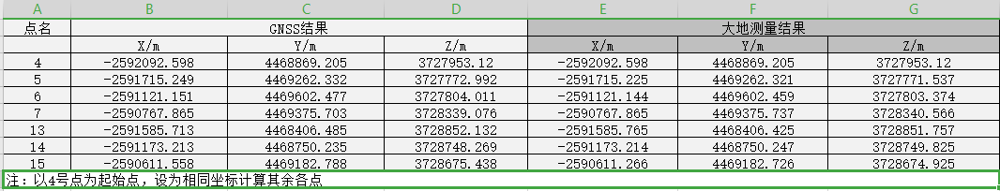 A B C D E F G
点名 GNSS结果 大地测量结果
X/m Y/m Z/m X/m Y/m Z/m
4 -2592092.598 4468869.205 3727953.12 -2592092.598 4468869.205 3727953.12
5 -2591715.249 4469262.332 3727772.992 -2591715.225 4469262.321 3727771.537
6 -2591121.151 4469602.477 3727804.011 -2591121.144 4469602.459 3727803.374
7 -2590767.865 4469375.703 3728339.076 -2590767.865 4469375.737 3728340.566
13 -2591585.713 4468406.485 3728852.132 -2591585.765 4468406.425 3728851.757
14 -2591173.213 4468750.235 3728748.269 -2591173.214 4468750.247 3728749.825
15 -2590611.558 4469182.788 3728675.438 -2590611.266 4469182.726 3728674.925
注：以4号点为起始点，设为相同坐标计算其余各点